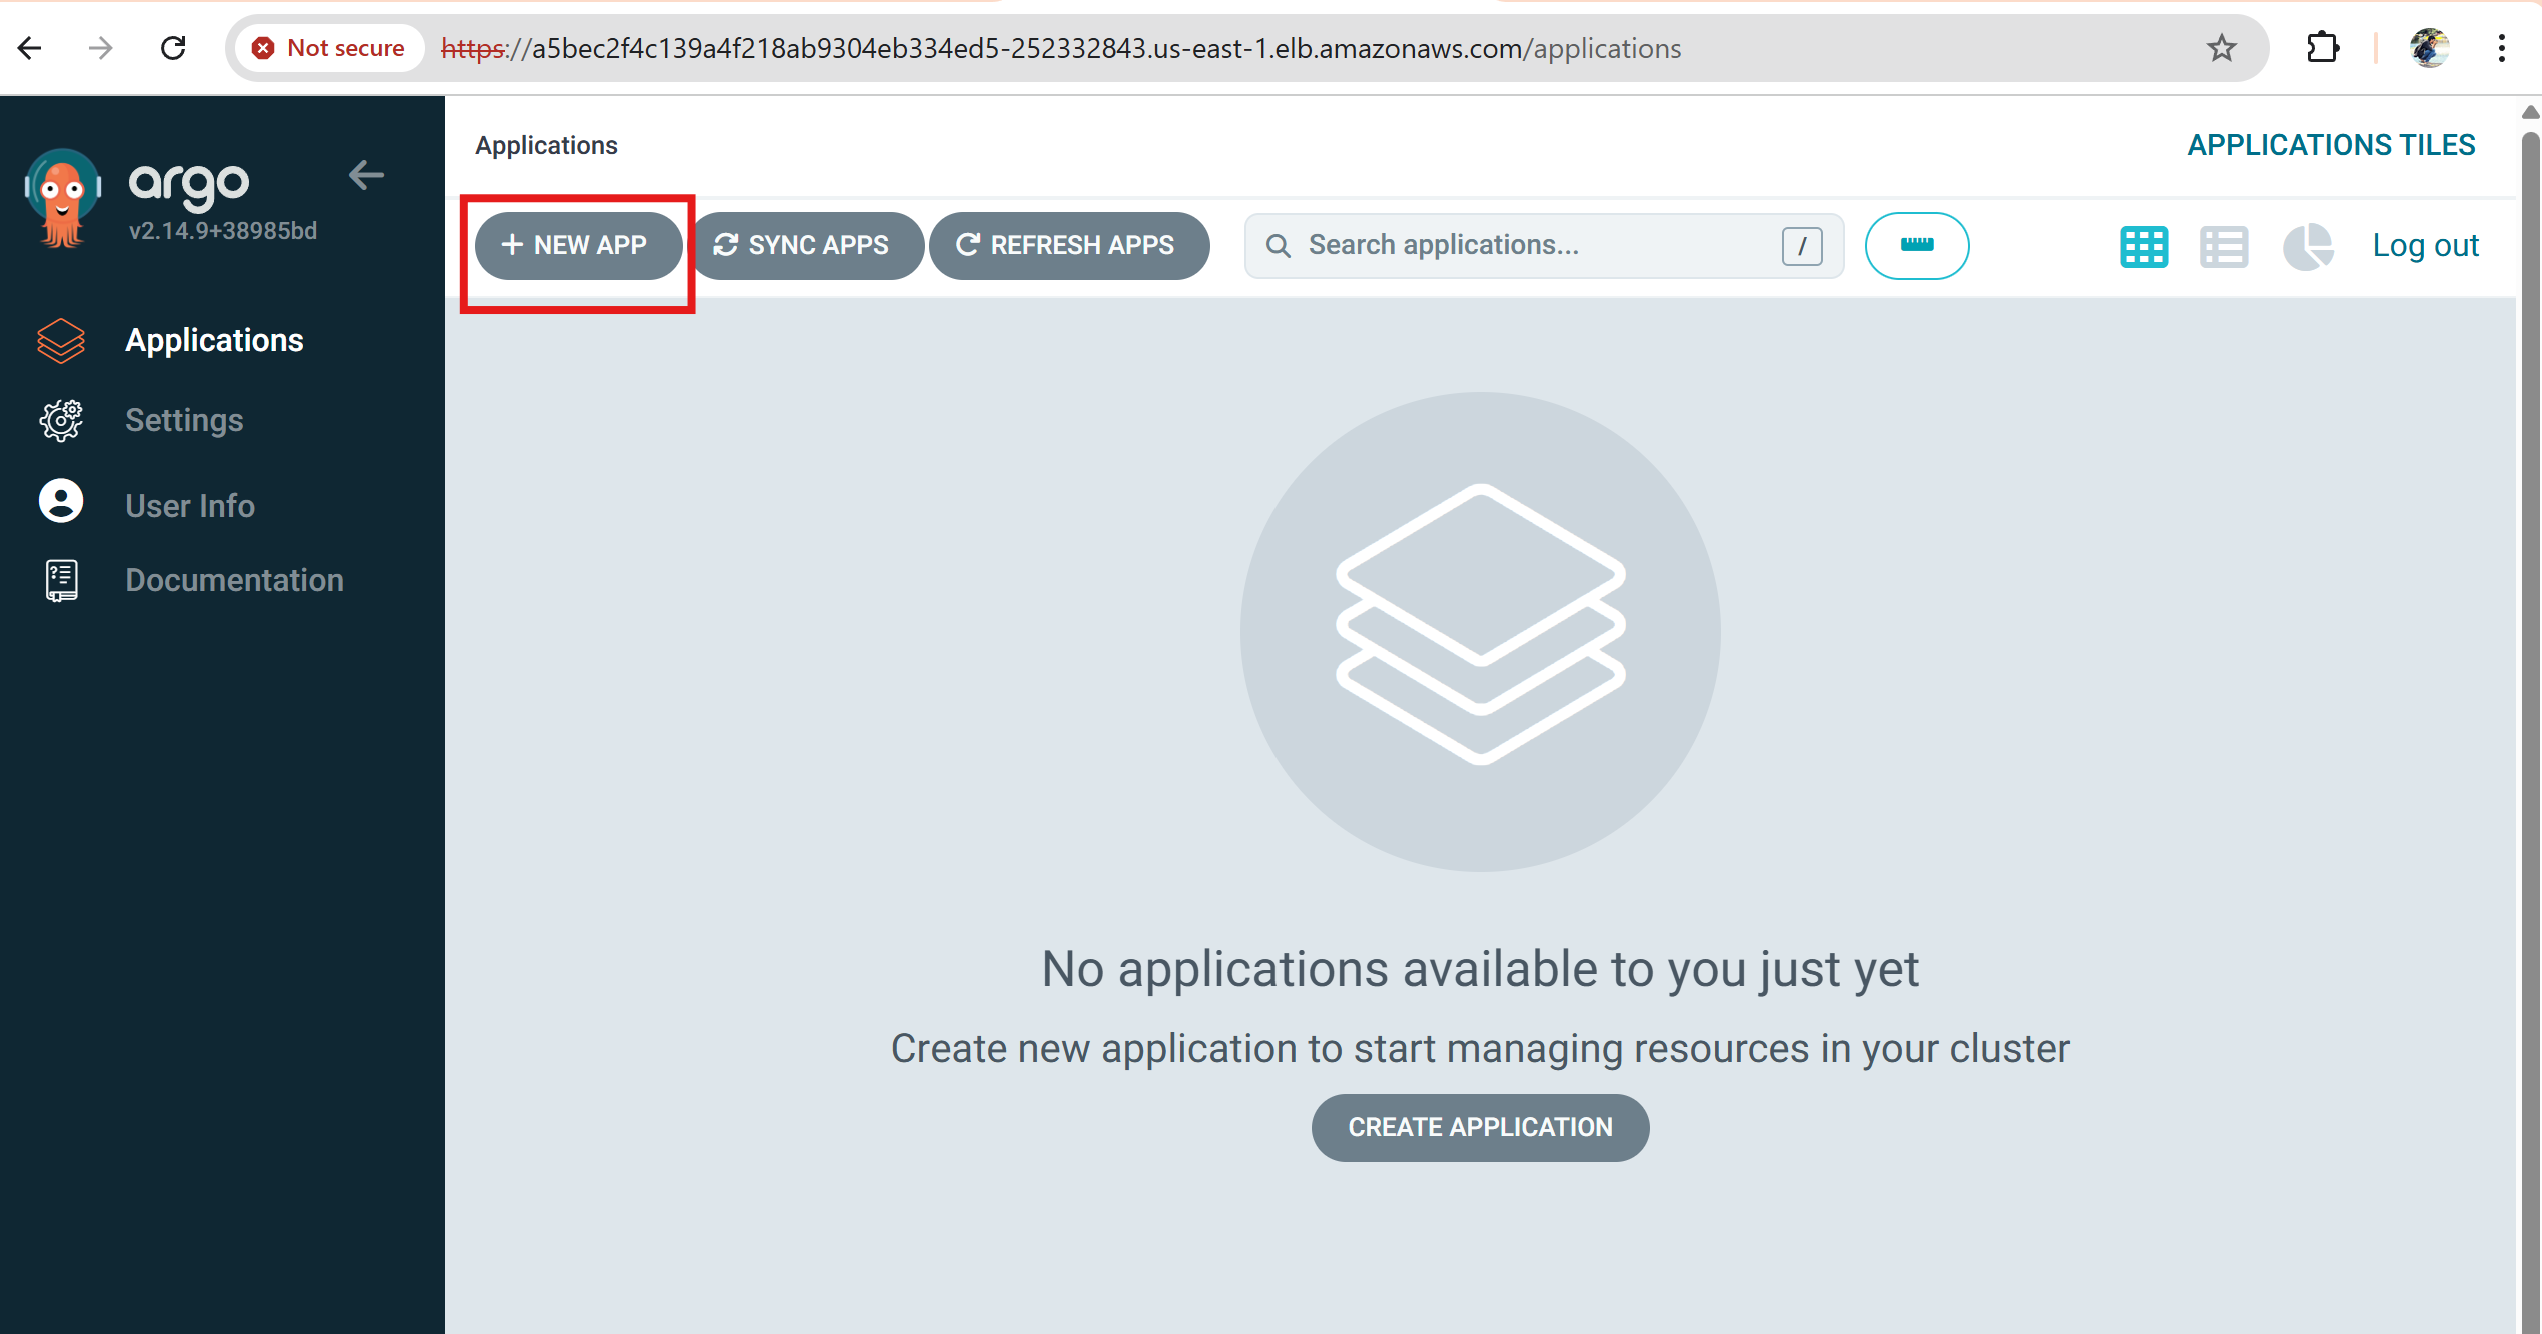 Not secure
https://a5bec2f4c139a4f218ab9304eb334ed5-252332843.us-east-1.elb.amazonaws.com/applications
argo
v2.14.9+38985bd
Applications
Settings
User Info
Documentation
Applications
APPLICATIONS TILES
+ NEW APP
SYNC APPS
REFRESH APPS
Search applications...
/
Log out
No applications available to you just yet
Create new application to start managing resources in your cluster
CREATE APPLICATION